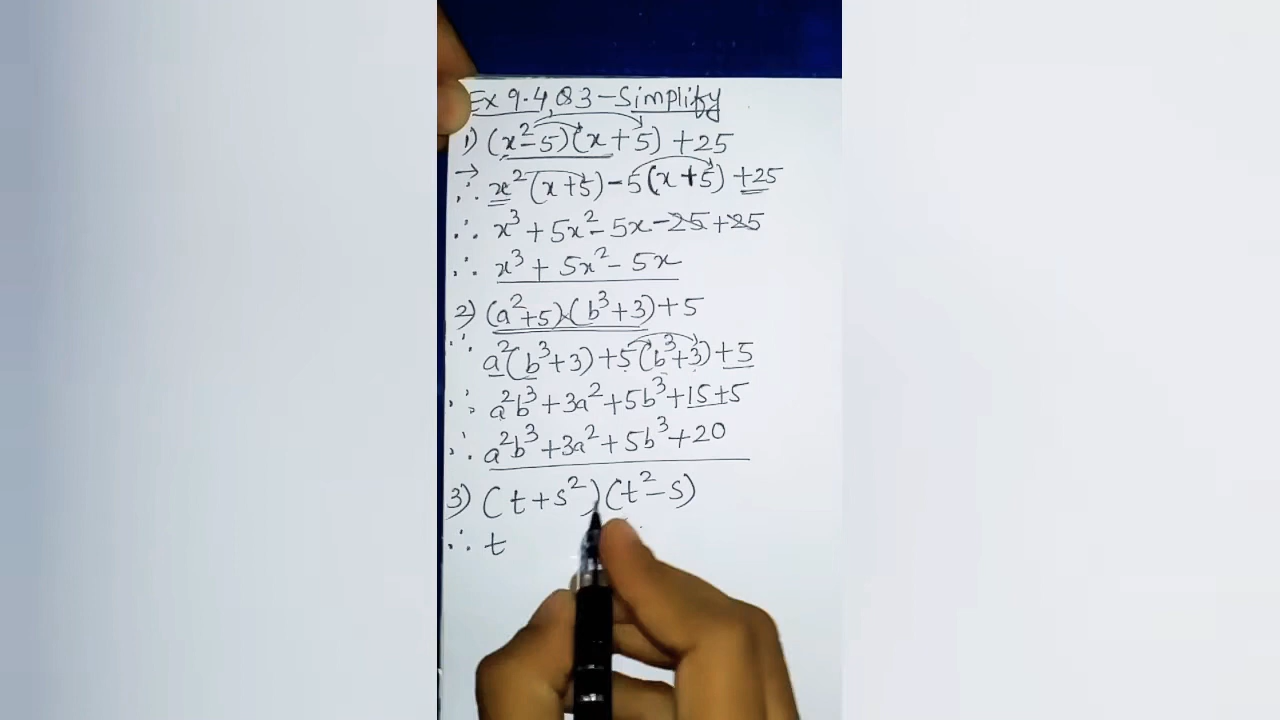 Ex 9.4, Q3 - Simplify
1) (x² - 5)(x + 5) + 25
→
∴ x²(x + 5) - 5(x + 5) + 25
∴ x³ + 5x² - 5x - 25 + 25
∴ x³ + 5x² - 5x
2) (a² + 5)·(b³ + 3) + 5
∴ a²(b³ + 3) + 5(b³ + 3) + 5
∴ a²b³ + 3a² + 5b³ + 15 + 5
∴ a²b³ + 3a² + 5b³ + 20
3) (t + s²)(t² - s)
∴ t